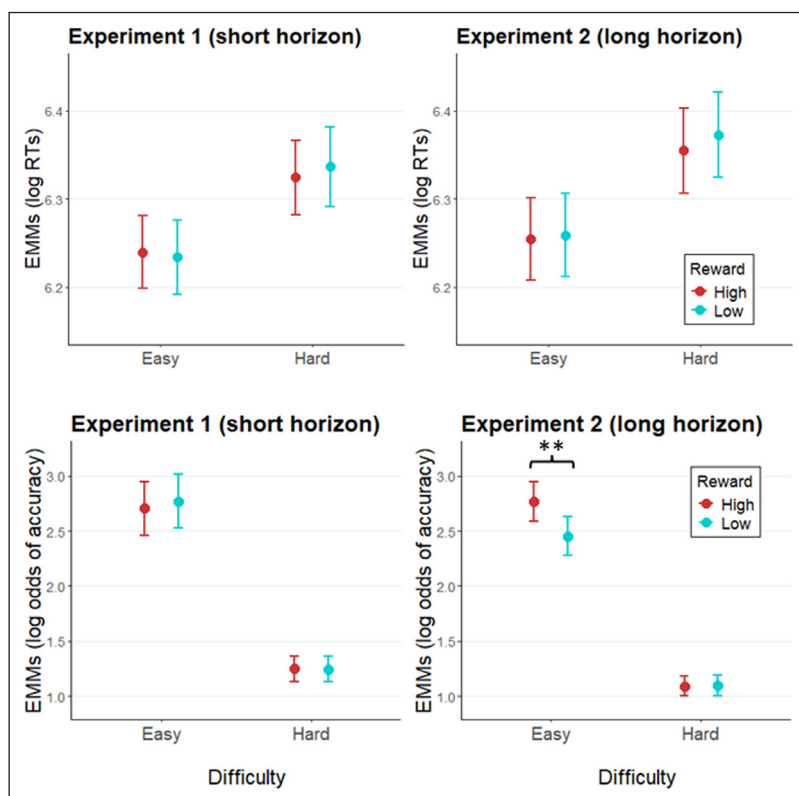 Experiment 1 (short horizon)
Experiment 2 (long horizon)
EMMs (log RTs)
6.4
6.3
6.2
Easy
Hard
EMMs (log RTs)
6.4
6.3
6.2
Reward
High
Low
Easy
Hard
Experiment 1 (short horizon)
Experiment 2 (long horizon)
EMMs (log odds of accuracy)
3.0
2.5
2.0
1.5
1.0
Easy
Hard
Difficulty
EMMs (log odds of accuracy)
3.0
2.5
2.0
1.5
1.0
**
Reward
High
Low
Easy
Hard
Difficulty